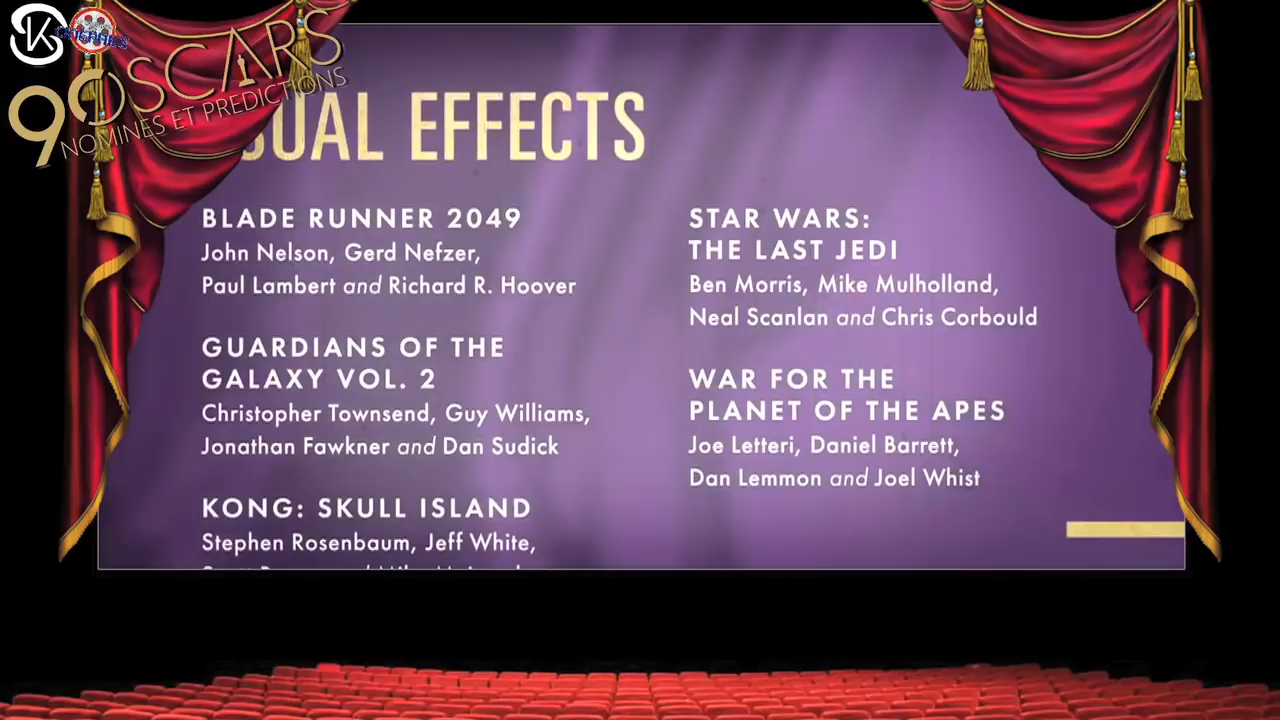 K
90SCARS
NOMINES ET PREDICTIONS
SUAL EFFECTS
BLADE RUNNER 2049
John Nelson, Gerd Nefzer,
Paul Lambert and Richard R. Hoover
GUARDIANS OF THE
GALAXY VOL. 2
Christopher Townsend, Guy Williams,
Jonathan Fawkner and Dan Sudick
KONG: SKULL ISLAND
Stephen Rosenbaum, Jeff White,
STAR WARS:
THE LAST JEDI
Ben Morris, Mike Mulholland,
Neal Scanlan and Chris Corbould
WAR FOR THE
PLANET OF THE APES
Joe Letteri, Daniel Barrett,
Dan Lemmon and Joel Whist